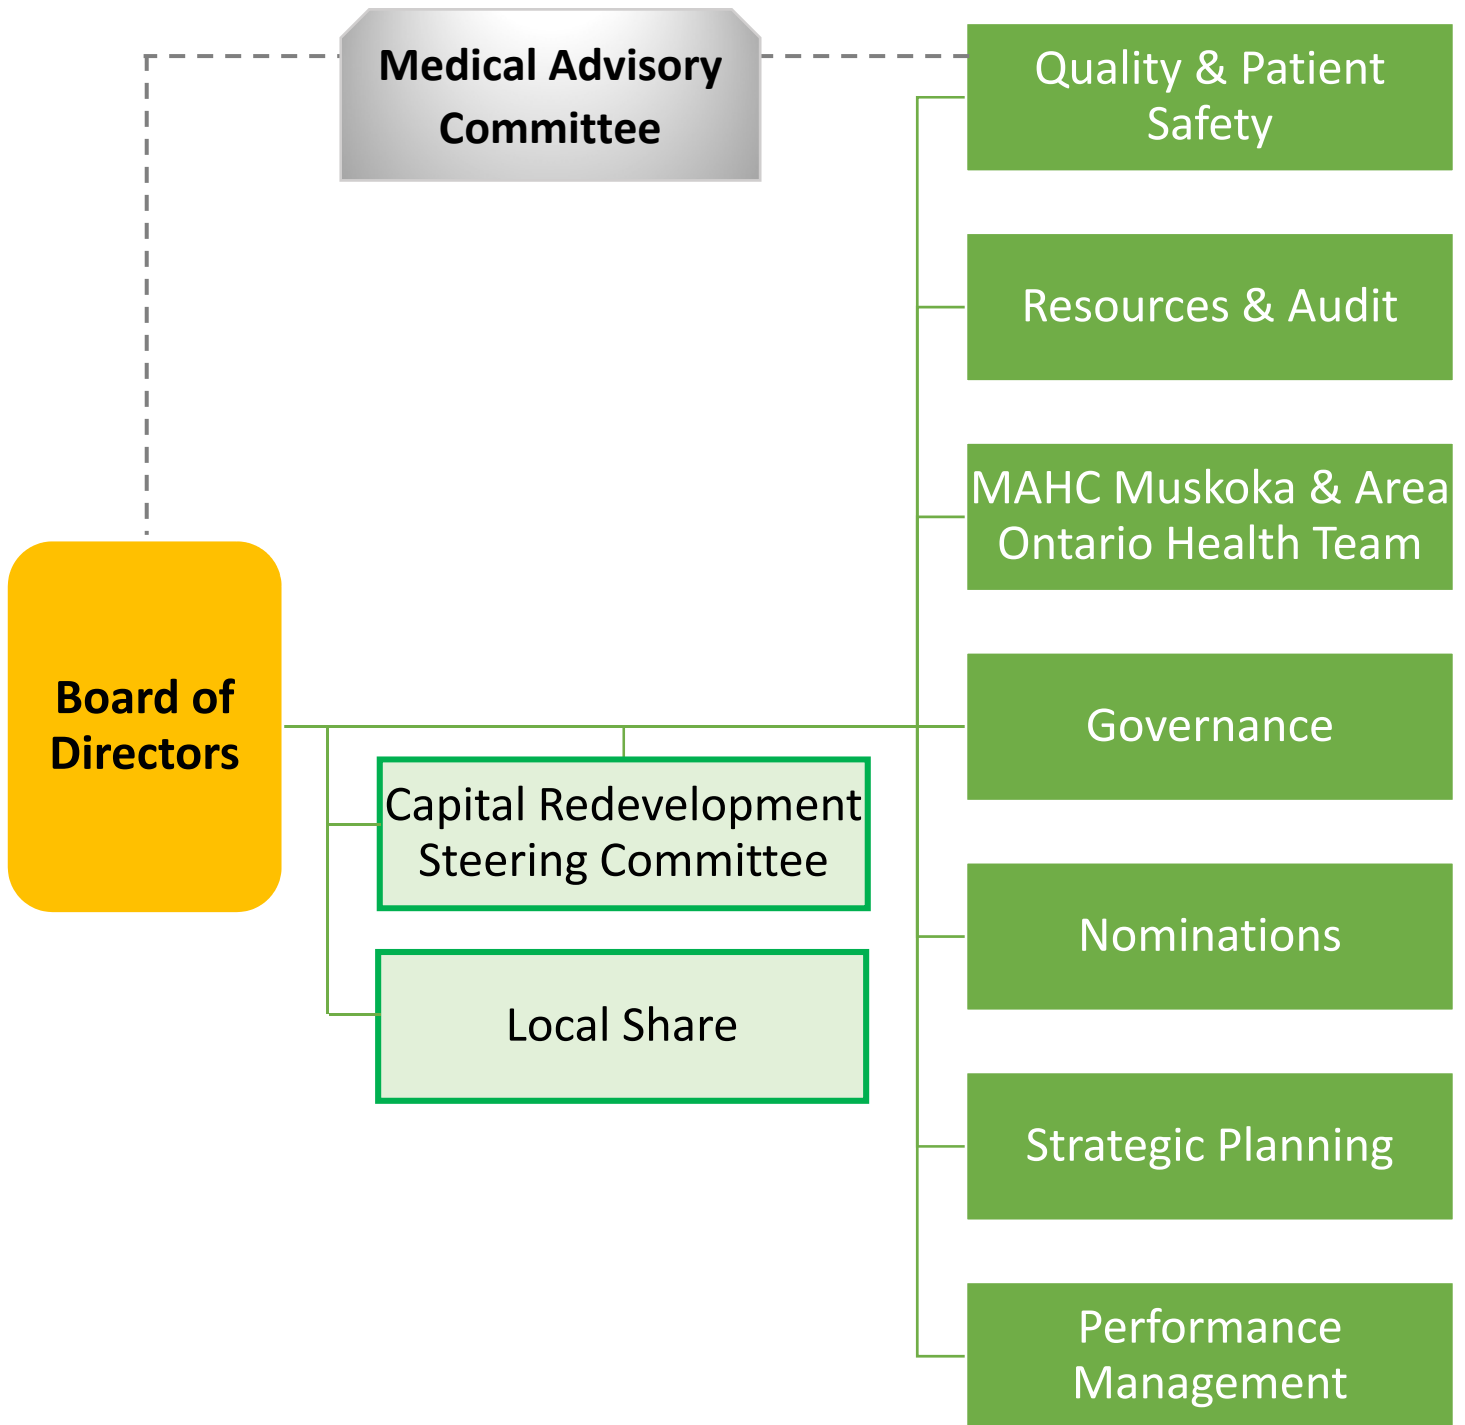 Medical Advisory
Committee
Quality & Patient
Safety
Resources & Audit
MAHC Muskoka & Area
Ontario Health Team
Board of
Directors
Governance
Capital Redevelopment
Steering Committee
Nominations
Local Share
Strategic Planning
Performance
Management